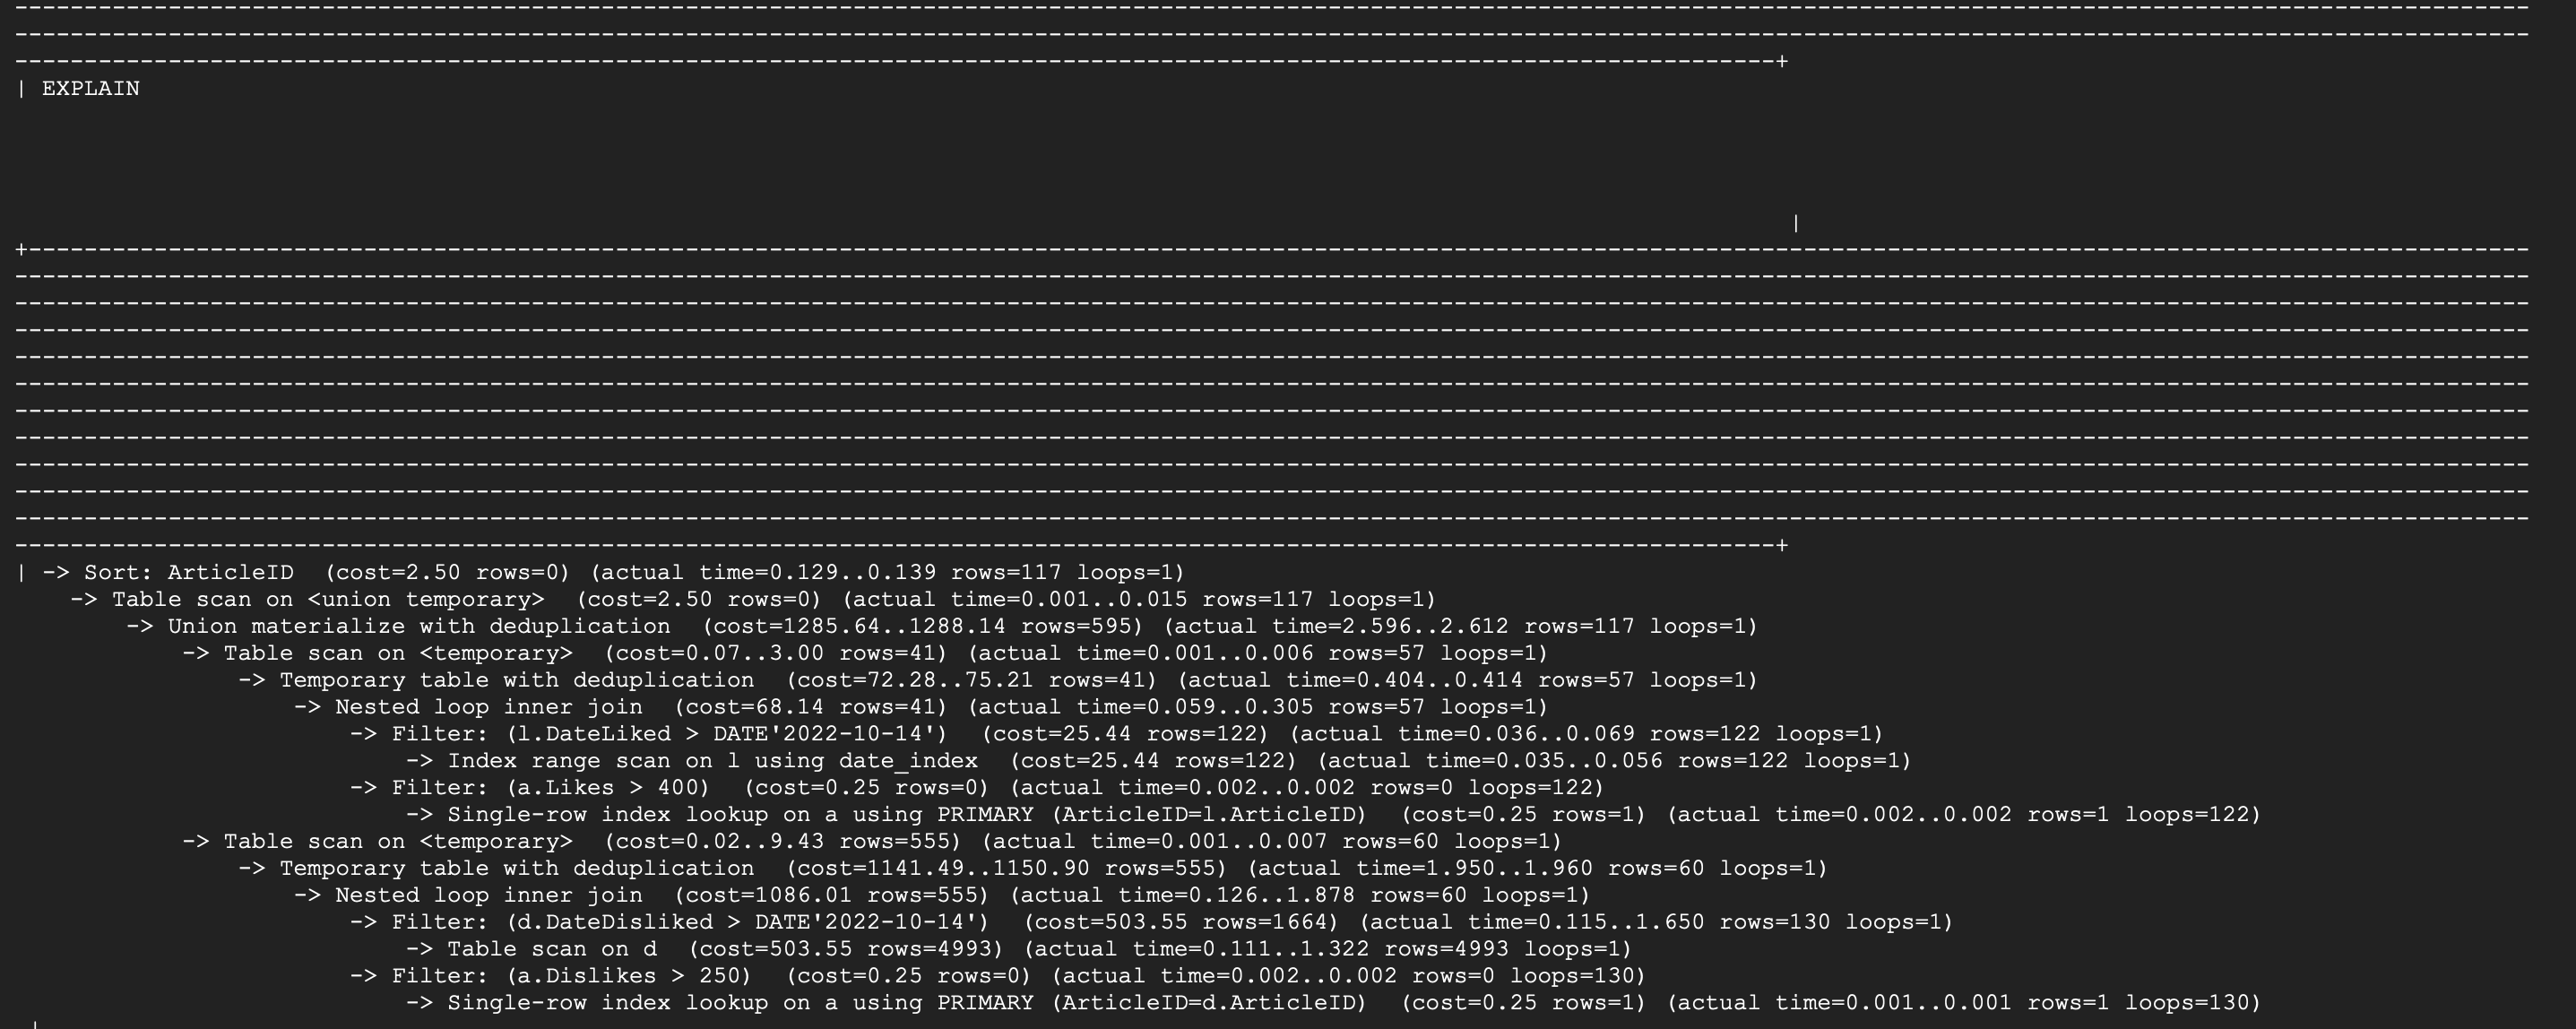 ------------------------------------------------------------------------------------------------------------------------------------------------------------------------------------
------------------------------------------------------------------------------------------------------------------------------------------------------------------------------------
------------------------------------------------------------------------------------------------------------------------------+
| EXPLAIN
|
+-----------------------------------------------------------------------------------------------------------------------------------------------------------------------------------
------------------------------------------------------------------------------------------------------------------------------------------------------------------------------------
------------------------------------------------------------------------------------------------------------------------------------------------------------------------------------
------------------------------------------------------------------------------------------------------------------------------------------------------------------------------------
------------------------------------------------------------------------------------------------------------------------------------------------------------------------------------
------------------------------------------------------------------------------------------------------------------------------------------------------------------------------------
------------------------------------------------------------------------------------------------------------------------------------------------------------------------------------
------------------------------------------------------------------------------------------------------------------------------------------------------------------------------------
------------------------------------------------------------------------------------------------------------------------------------------------------------------------------------
------------------------------------------------------------------------------------------------------------------------------------------------------------------------------------
------------------------------------------------------------------------------------------------------------------------------------------------------------------------------------
------------------------------------------------------------------------------------------------------------------------------+
| -> Sort: ArticleID  (cost=2.50 rows=0) (actual time=0.129..0.139 rows=117 loops=1)
    -> Table scan on <union temporary>  (cost=2.50 rows=0) (actual time=0.001..0.015 rows=117 loops=1)
        -> Union materialize with deduplication  (cost=1285.64..1288.14 rows=595) (actual time=2.596..2.612 rows=117 loops=1)
            -> Table scan on <temporary>  (cost=0.07..3.00 rows=41) (actual time=0.001..0.006 rows=57 loops=1)
                -> Temporary table with deduplication  (cost=72.28..75.21 rows=41) (actual time=0.404..0.414 rows=57 loops=1)
                    -> Nested loop inner join  (cost=68.14 rows=41) (actual time=0.059..0.305 rows=57 loops=1)
                        -> Filter: (l.DateLiked > DATE'2022-10-14')  (cost=25.44 rows=122) (actual time=0.036..0.069 rows=122 loops=1)
                            -> Index range scan on l using date_index  (cost=25.44 rows=122) (actual time=0.035..0.056 rows=122 loops=1)
                        -> Filter: (a.Likes > 400)  (cost=0.25 rows=0) (actual time=0.002..0.002 rows=0 loops=122)
                            -> Single-row index lookup on a using PRIMARY (ArticleID=l.ArticleID)  (cost=0.25 rows=1) (actual time=0.002..0.002 rows=1 loops=122)
            -> Table scan on <temporary>  (cost=0.02..9.43 rows=555) (actual time=0.001..0.007 rows=60 loops=1)
                -> Temporary table with deduplication  (cost=1141.49..1150.90 rows=555) (actual time=1.950..1.960 rows=60 loops=1)
                    -> Nested loop inner join  (cost=1086.01 rows=555) (actual time=0.126..1.878 rows=60 loops=1)
                        -> Filter: (d.DateDisliked > DATE'2022-10-14')  (cost=503.55 rows=1664) (actual time=0.115..1.650 rows=130 loops=1)
                            -> Table scan on d  (cost=503.55 rows=4993) (actual time=0.111..1.322 rows=4993 loops=1)
                        -> Filter: (a.Dislikes > 250)  (cost=0.25 rows=0) (actual time=0.002..0.002 rows=0 loops=130)
                            -> Single-row index lookup on a using PRIMARY (ArticleID=d.ArticleID)  (cost=0.25 rows=1) (actual time=0.001..0.001 rows=1 loops=130)
|